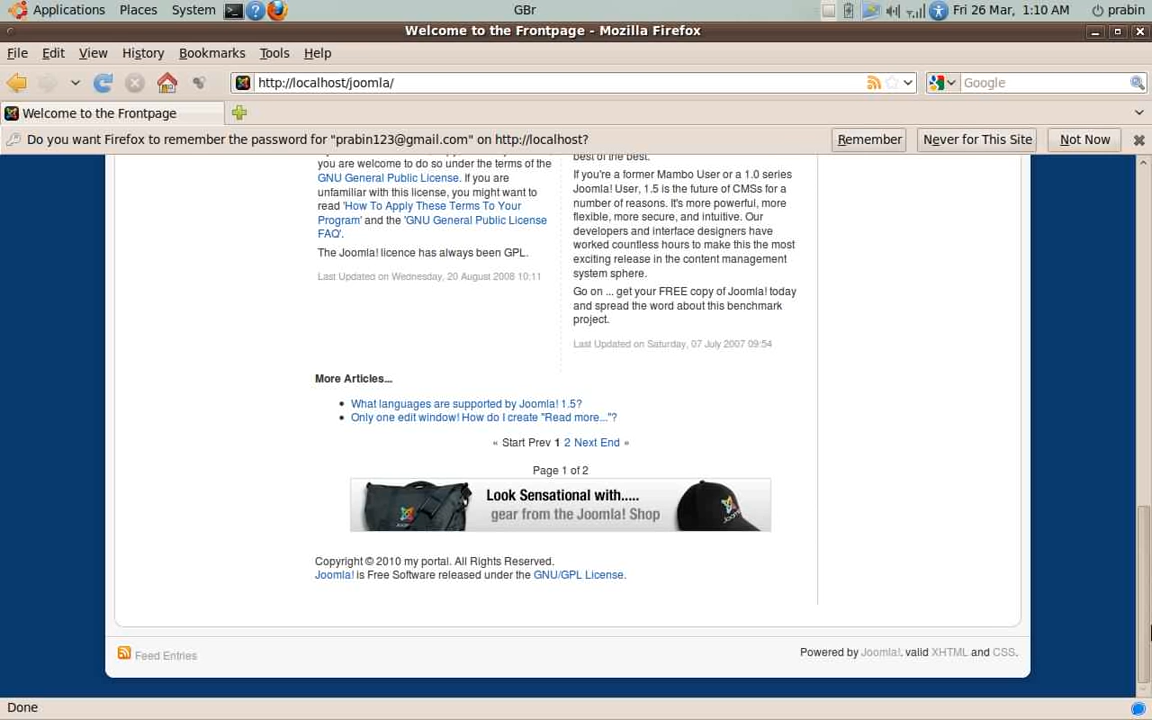 Applications Places System GBr Fri 26 Mar, 1:10 AM prabin
Welcome to the Frontpage - Mozilla Firefox
File Edit View History Bookmarks Tools Help
http://localhost/joomla/ Google
Welcome to the Frontpage
Do you want Firefox to remember the password for "prabin123@gmail.com" on http://localhost? Remember Never for This Site Not Now
you are welcome to do so under the terms of the
GNU General Public License. If you are
unfamiliar with this license, you might want to
read 'How To Apply These Terms To Your
Program' and the 'GNU General Public License
FAQ'.
The Joomla! licence has always been GPL.
Last Updated on Wednesday, 20 August 2008 10:11
best of the best.
If you're a former Mambo User or a 1.0 series
Joomla! User, 1.5 is the future of CMSs for a
number of reasons. It's more powerful, more
flexible, more secure, and intuitive. Our
developers and interface designers have
worked countless hours to make this the most
exciting release in the content management
system sphere.
Go on ... get your FREE copy of Joomla! today
and spread the word about this benchmark
project.
Last Updated on Saturday, 07 July 2007 09:54
More Articles...
What languages are supported by Joomla! 1.5?
Only one edit window! How do I create "Read more..."?
« Start Prev 1 2 Next End »
Page 1 of 2
Look Sensational with.....
gear from the Joomla! Shop
Copyright © 2010 my portal. All Rights Reserved.
Joomla! is Free Software released under the GNU/GPL License.
Feed Entries Powered by Joomla!. valid XHTML and CSS.
Done